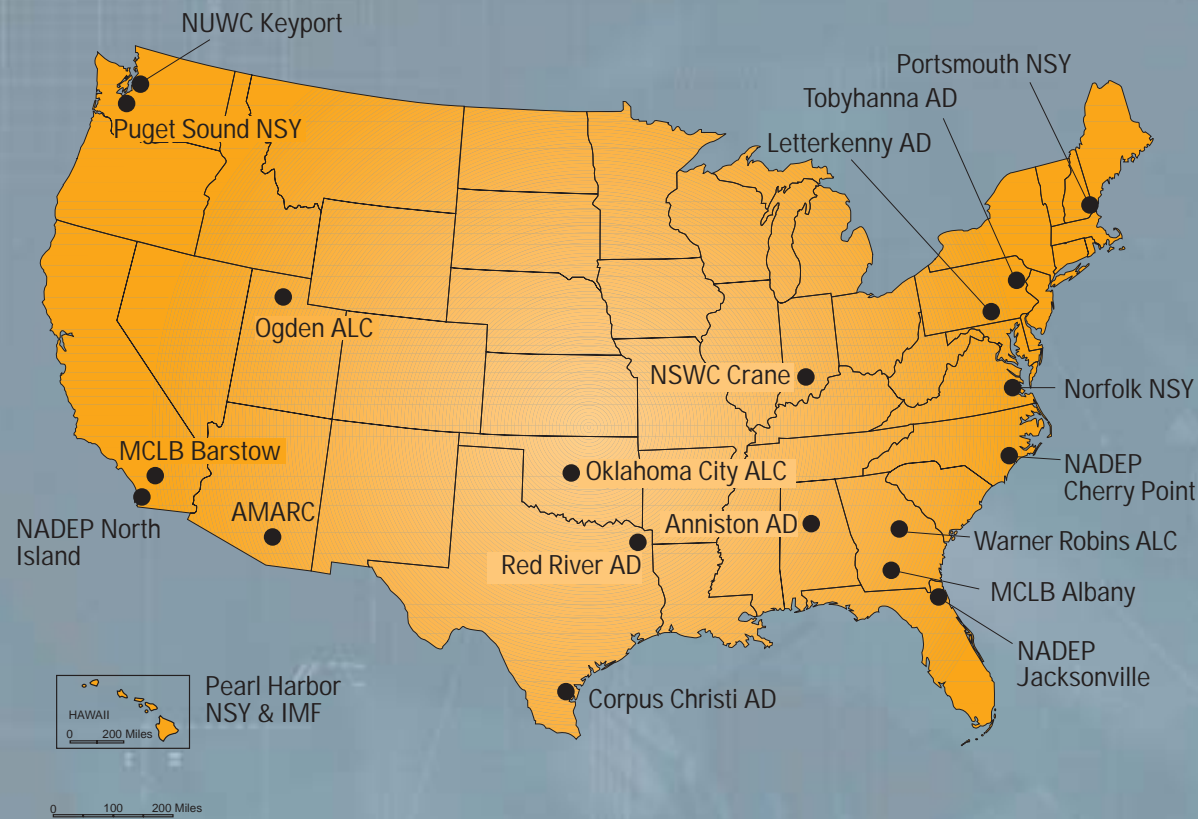 NUWC Keyport
Portsmouth NSY
Tobyhanna AD
Puget Sound NSY
Letterkenny AD
Ogden ALC
NSWC Crane
Norfolk NSY
MCLB Barstow
Oklahoma City ALC
NADEP
Cherry Point
AMARC
NADEP North
Island
Anniston AD
Warner Robins ALC
Red River AD
MCLB Albany
NADEP
Jacksonville
Pearl Harbor
NSY & IMF
Corpus Christi AD
HAWAII
0 200 Miles
0 100 200 Miles